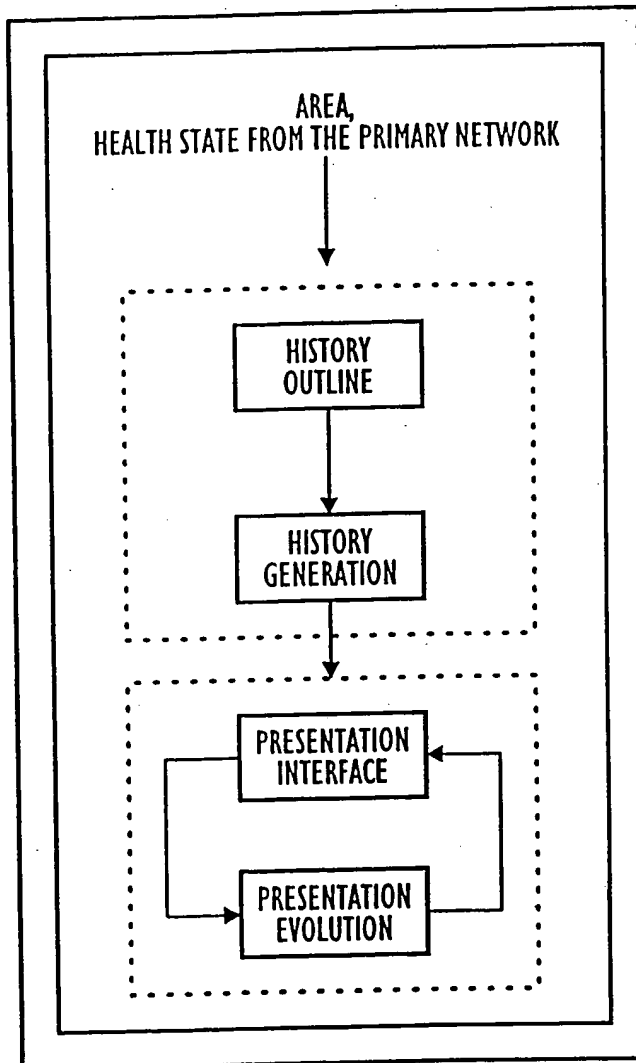 AREA,
HEALTH STATE FROM THE PRIMARY NETWORK
HISTORY
OUTLINE
HISTORY
GENERATION
PRESENTATION
INTERFACE
PRESENTATION
EVOLUTION